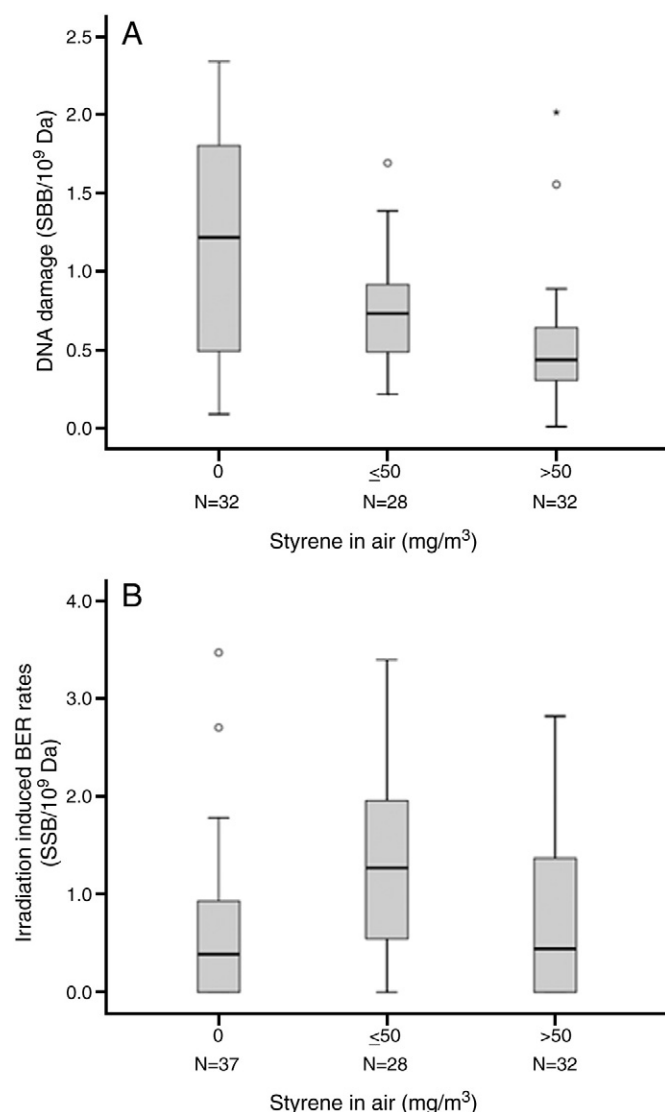 A
DNA damage (SBB/10⁹ Da)
2.5
2.0
1.5
1.0
0.5
0.0
0 ≤50 >50
N=32 N=28 N=32
Styrene in air (mg/m³)
B
Irradiation induced BER rates
(SSB/10⁹ Da)
4.0
3.0
2.0
1.0
0.0
0 ≤50 >50
N=37 N=28 N=32
Styrene in air (mg/m³)